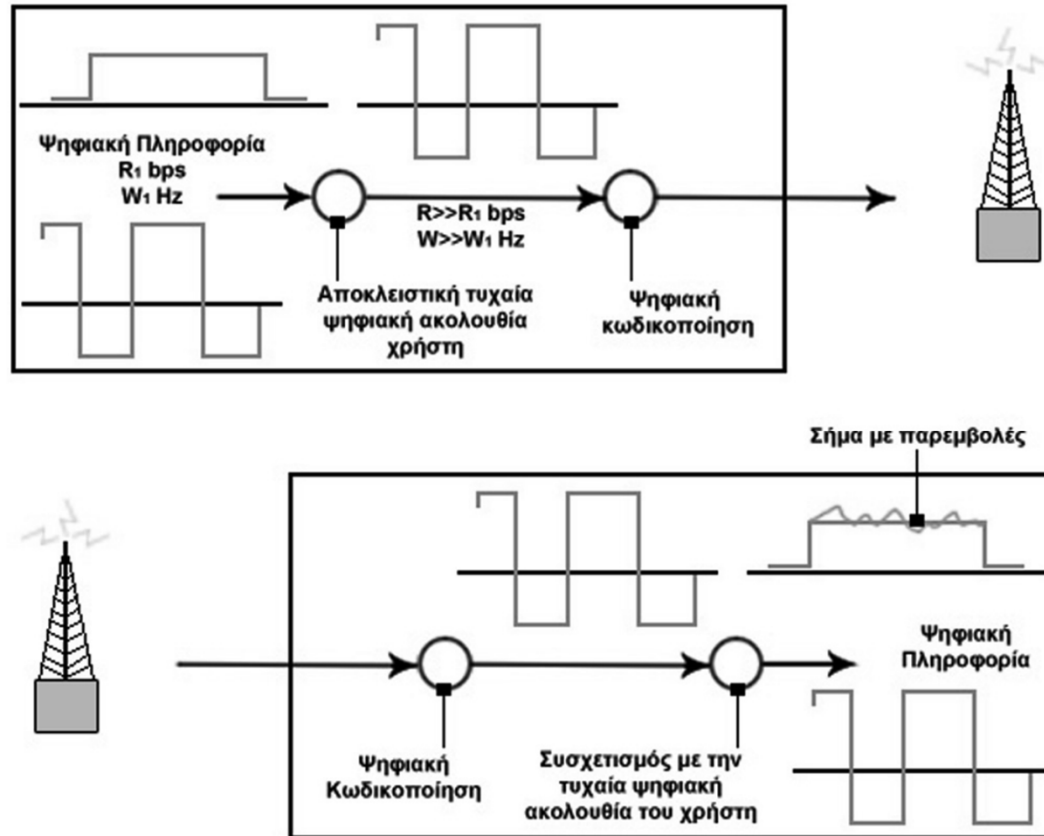 Ψηφιακή Πληροφορία
R₁ bps
W₁ Hz
R>>R₁ bps
W>>W₁ Hz
Αποκλειστική τυχαία
ψηφιακή ακολουθία
χρήστη
Ψηφιακή
κωδικοποίηση
Σήμα με παρεμβολές
Ψηφιακή
Πληροφορία
Ψηφιακή
Κωδικοποίηση
Συσχετισμός με την
τυχαία ψηφιακή
ακολουθία του χρήστη